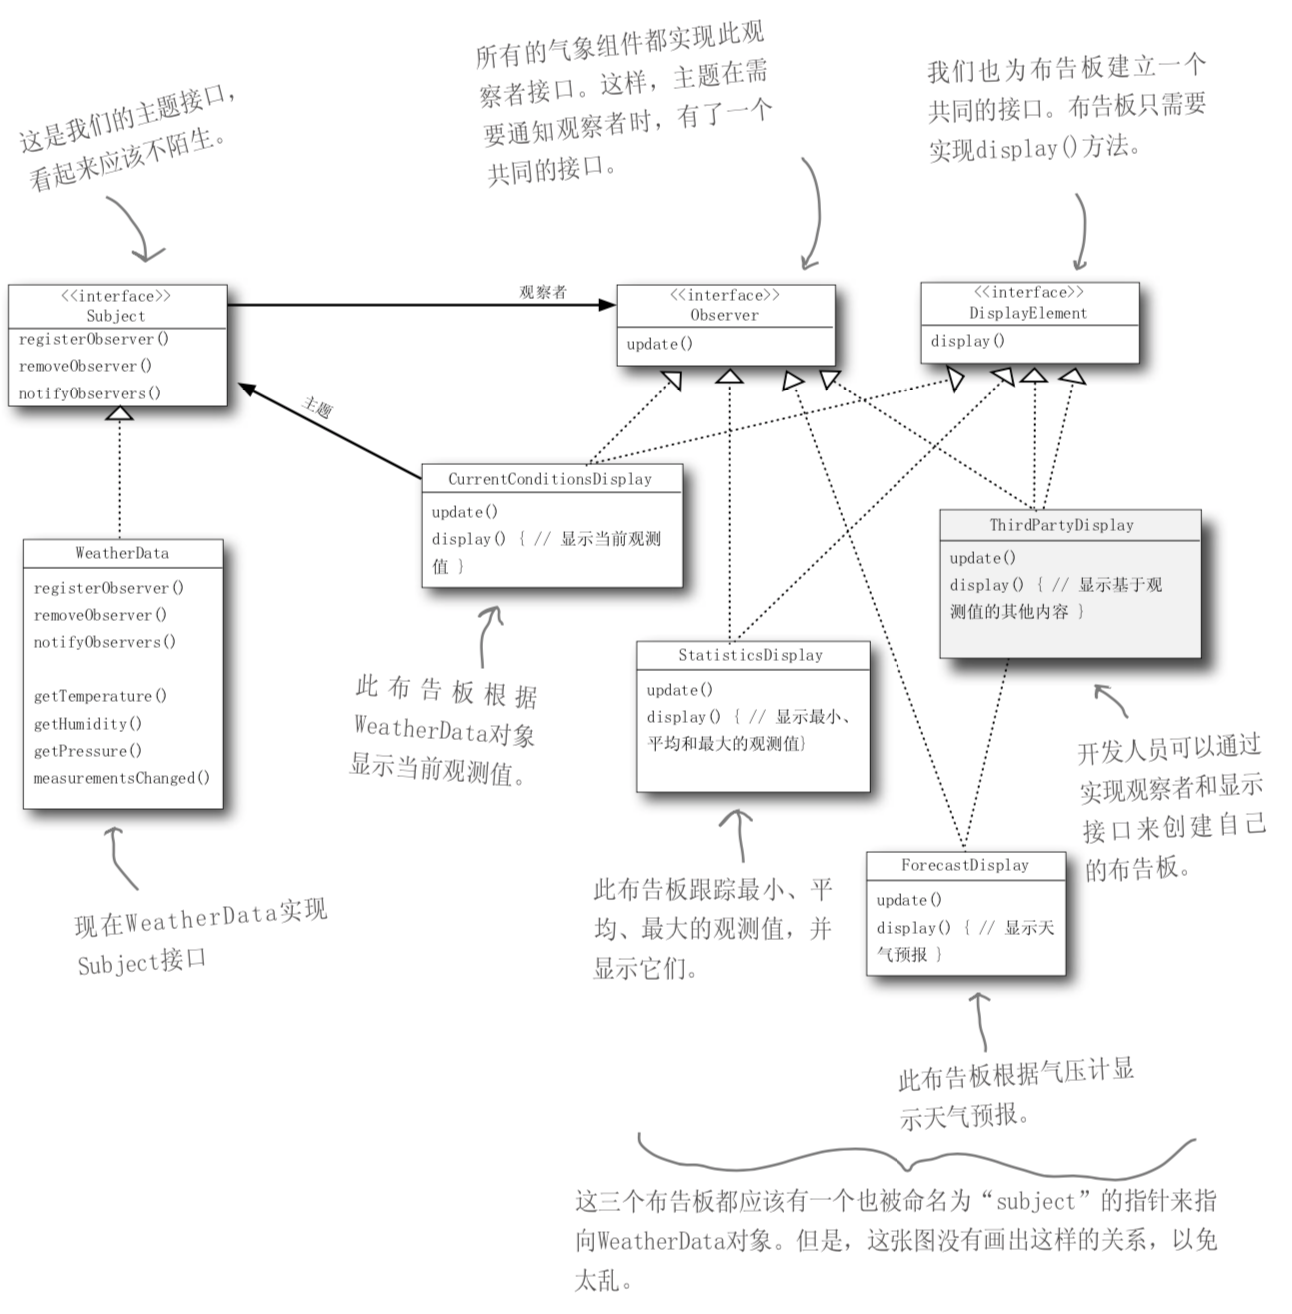 这是我们的主题接口，
看起来应该不陌生。
所有的气象组件都实现此观
察者接口。这样，主题在需
要通知观察者时，有了一个
共同的接口。
我们也为布告板建立一个
共同的接口。布告板只需要
实现display()方法。
<<interface>>
Subject
registerObserver()
removeObserver()
notifyObservers()
观察者
<<interface>>
Observer
update()
<<interface>>
DisplayElement
display()
主题
CurrentConditionsDisplay
update()
display() { // 显示当前观测
值 }
WeatherData
registerObserver()
removeObserver()
notifyObservers()
getTemperature()
getHumidity()
getPressure()
measurementsChanged()
ThirdPartyDisplay
update()
display() { // 显示基于观
测值的其他内容 }
StatisticsDisplay
update()
display() { // 显示最小、
平均和最大的观测值}
此布告板根据
WeatherData对象
显示当前观测值。
开发人员可以通过
实现观察者和显示
接口来创建自己
的布告板。
ForecastDisplay
update()
display() { // 显示天
气预报 }
现在WeatherData实现
Subject接口
此布告板跟踪最小、平
均、最大的观测值，并
显示它们。
此布告板根据气压计显
示天气预报。
这三个布告板都应该有一个也被命名为“subject”的指针来指
向WeatherData对象。但是，这张图没有画出这样的关系，以免
太乱。